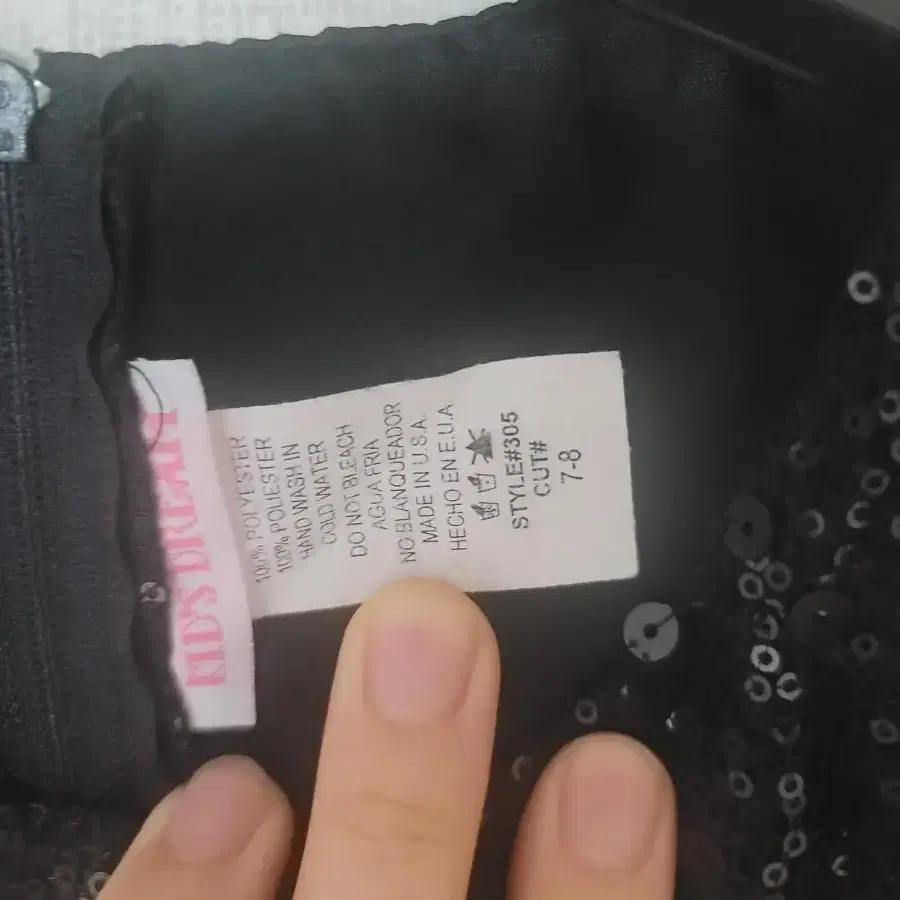 KID'S DREAM
100% POLYESTER
100% POLIESTER
HAND WASH IN
COLD WATER
DO NOT BLEACH
AGUA FRIA
NO BLANQUEADOR
MADE IN U.S.A.
HECHO EN E.U.A
STYLE#305
CUT#
7-8